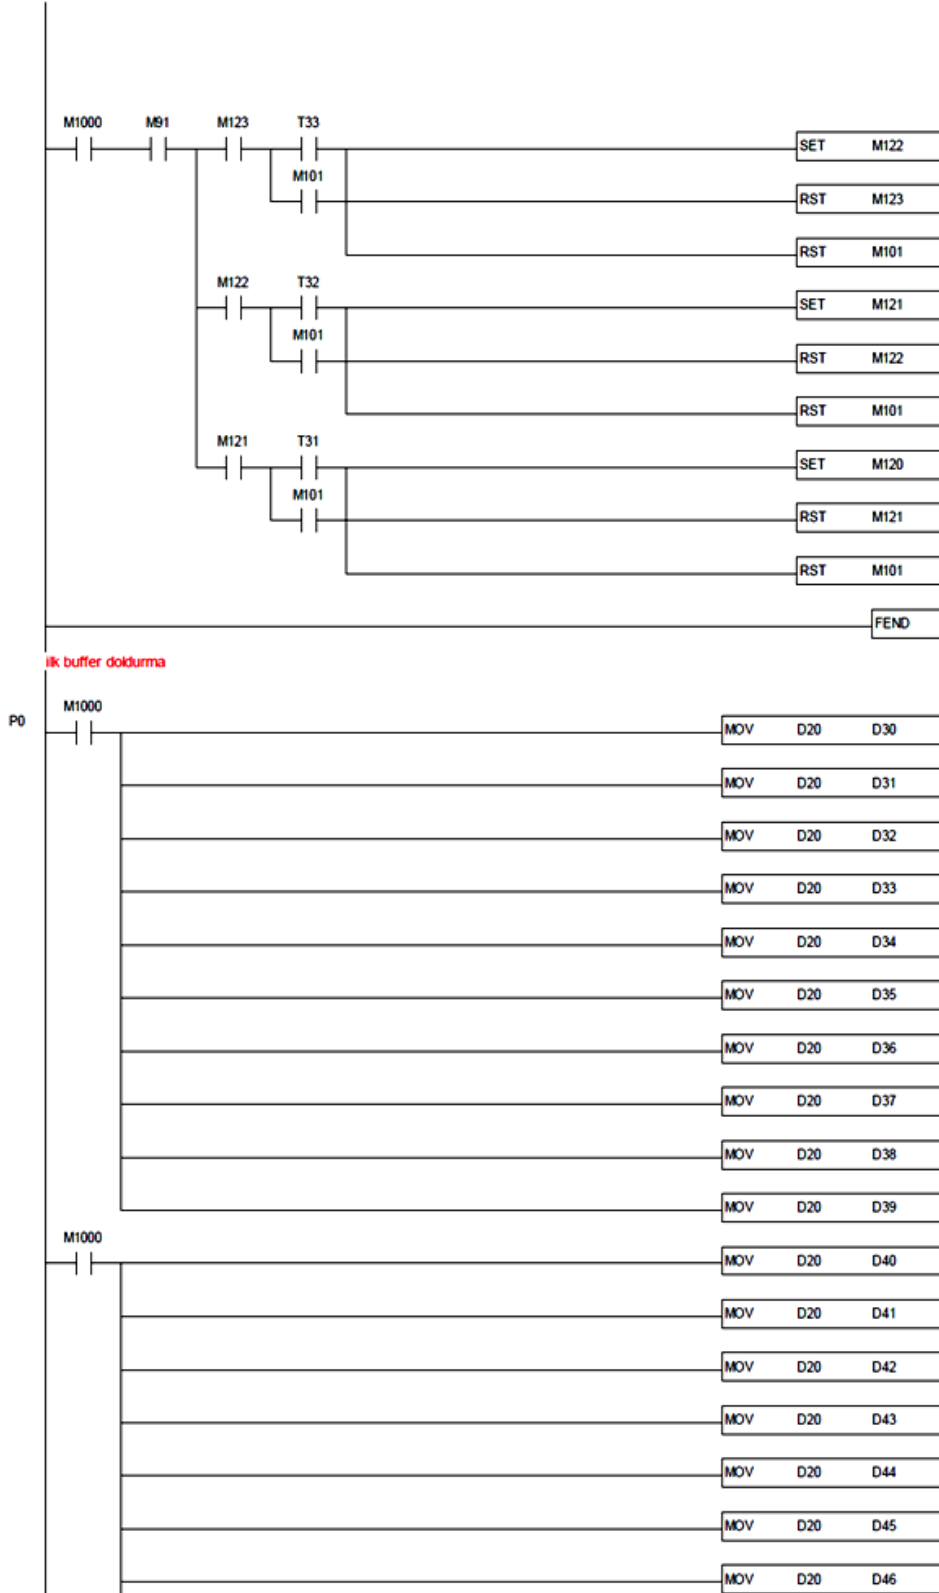 M1000 M91 M123 T33
SET M122
M101
RST M123
RST M101
M122 T32
SET M121
M101
RST M122
RST M101
M121 T31
SET M120
M101
RST M121
RST M101
FEND
ilk buffer doldurma
M1000
P0
MOV D20 D30
MOV D20 D31
MOV D20 D32
MOV D20 D33
MOV D20 D34
MOV D20 D35
MOV D20 D36
MOV D20 D37
MOV D20 D38
MOV D20 D39
M1000
MOV D20 D40
MOV D20 D41
MOV D20 D42
MOV D20 D43
MOV D20 D44
MOV D20 D45
MOV D20 D46